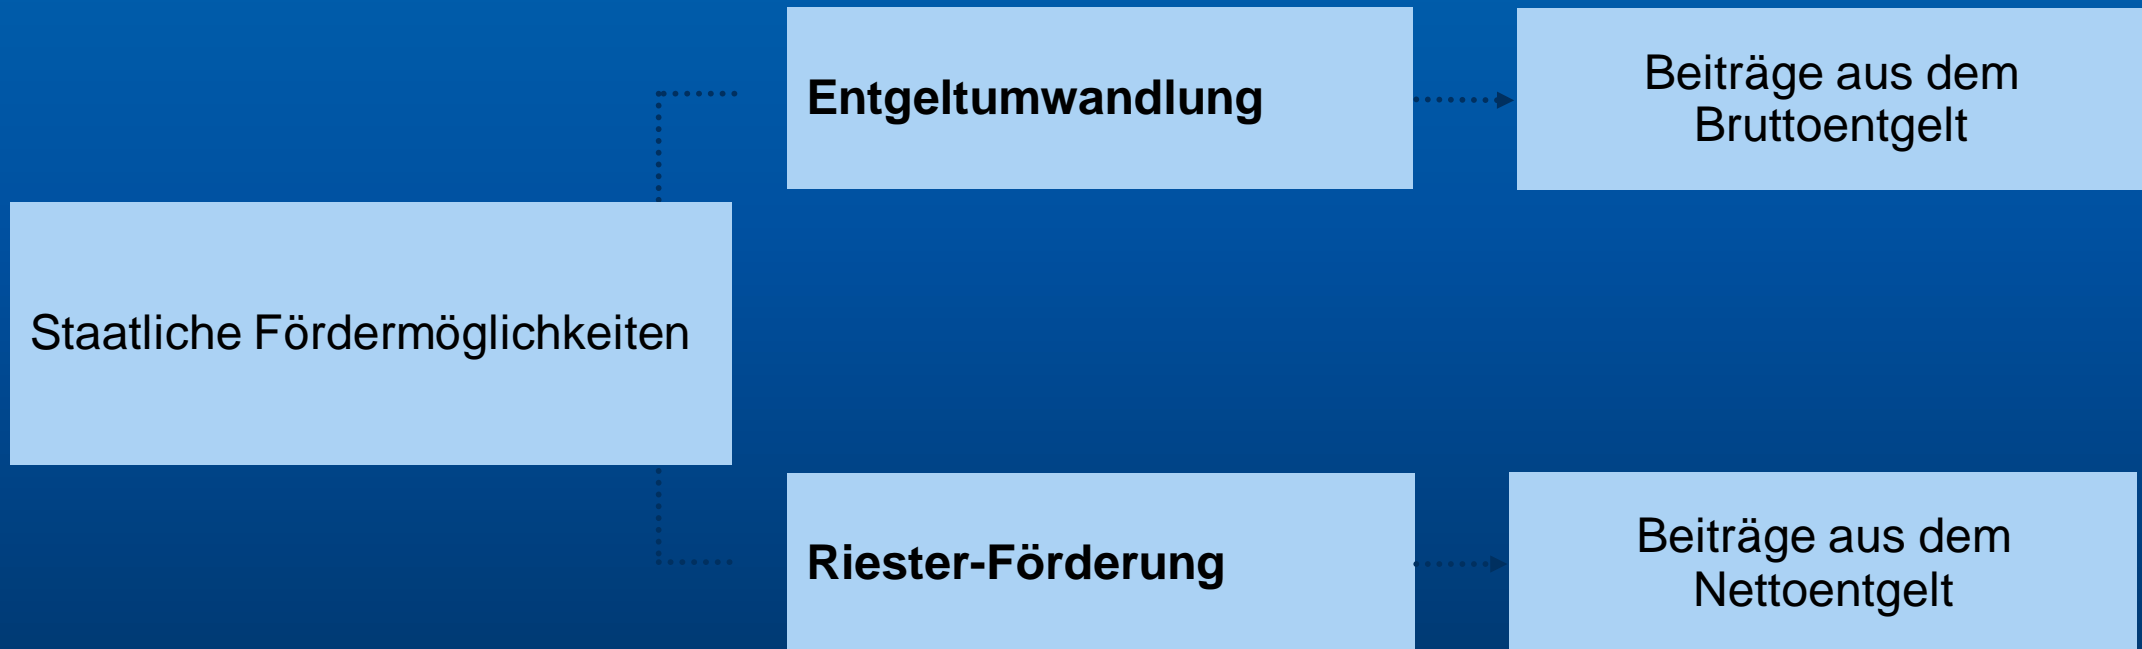 Staatliche Fördermöglichkeiten
Entgeltumwandlung
Beiträge aus dem
Bruttoentgelt
Riester-Förderung
Beiträge aus dem
Nettoentgelt